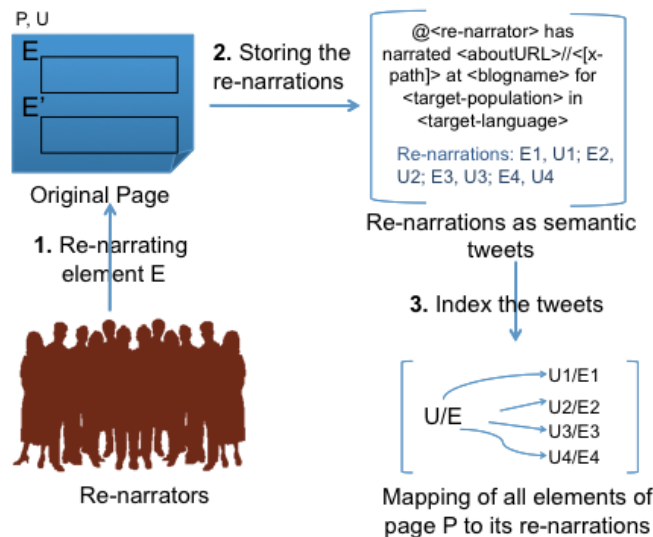 P, U
E
E'
Original Page
2. Storing the
re-narrations
@<re-narrator> has
narrated <aboutURL>//<[x-
path]> at <blogname> for
<target-population> in
<target-language>
Re-narrations: E1, U1; E2,
U2; E3, U3; E4, U4
Re-narrations as semantic
tweets
1. Re-narrating
element E
Re-narrators
3. Index the tweets
U/E
U1/E1
U2/E2
U3/E3
U4/E4
Mapping of all elements of
page P to its re-narrations